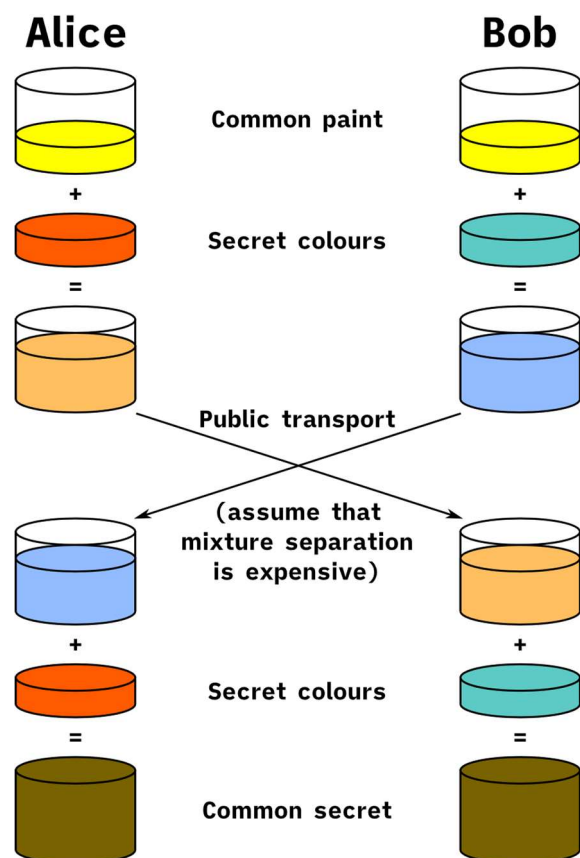 Alice
Bob
Common paint
+
+
Secret colours
=
=
Public transport
(assume that
mixture separation
is expensive)
+
+
Secret colours
=
=
Common secret